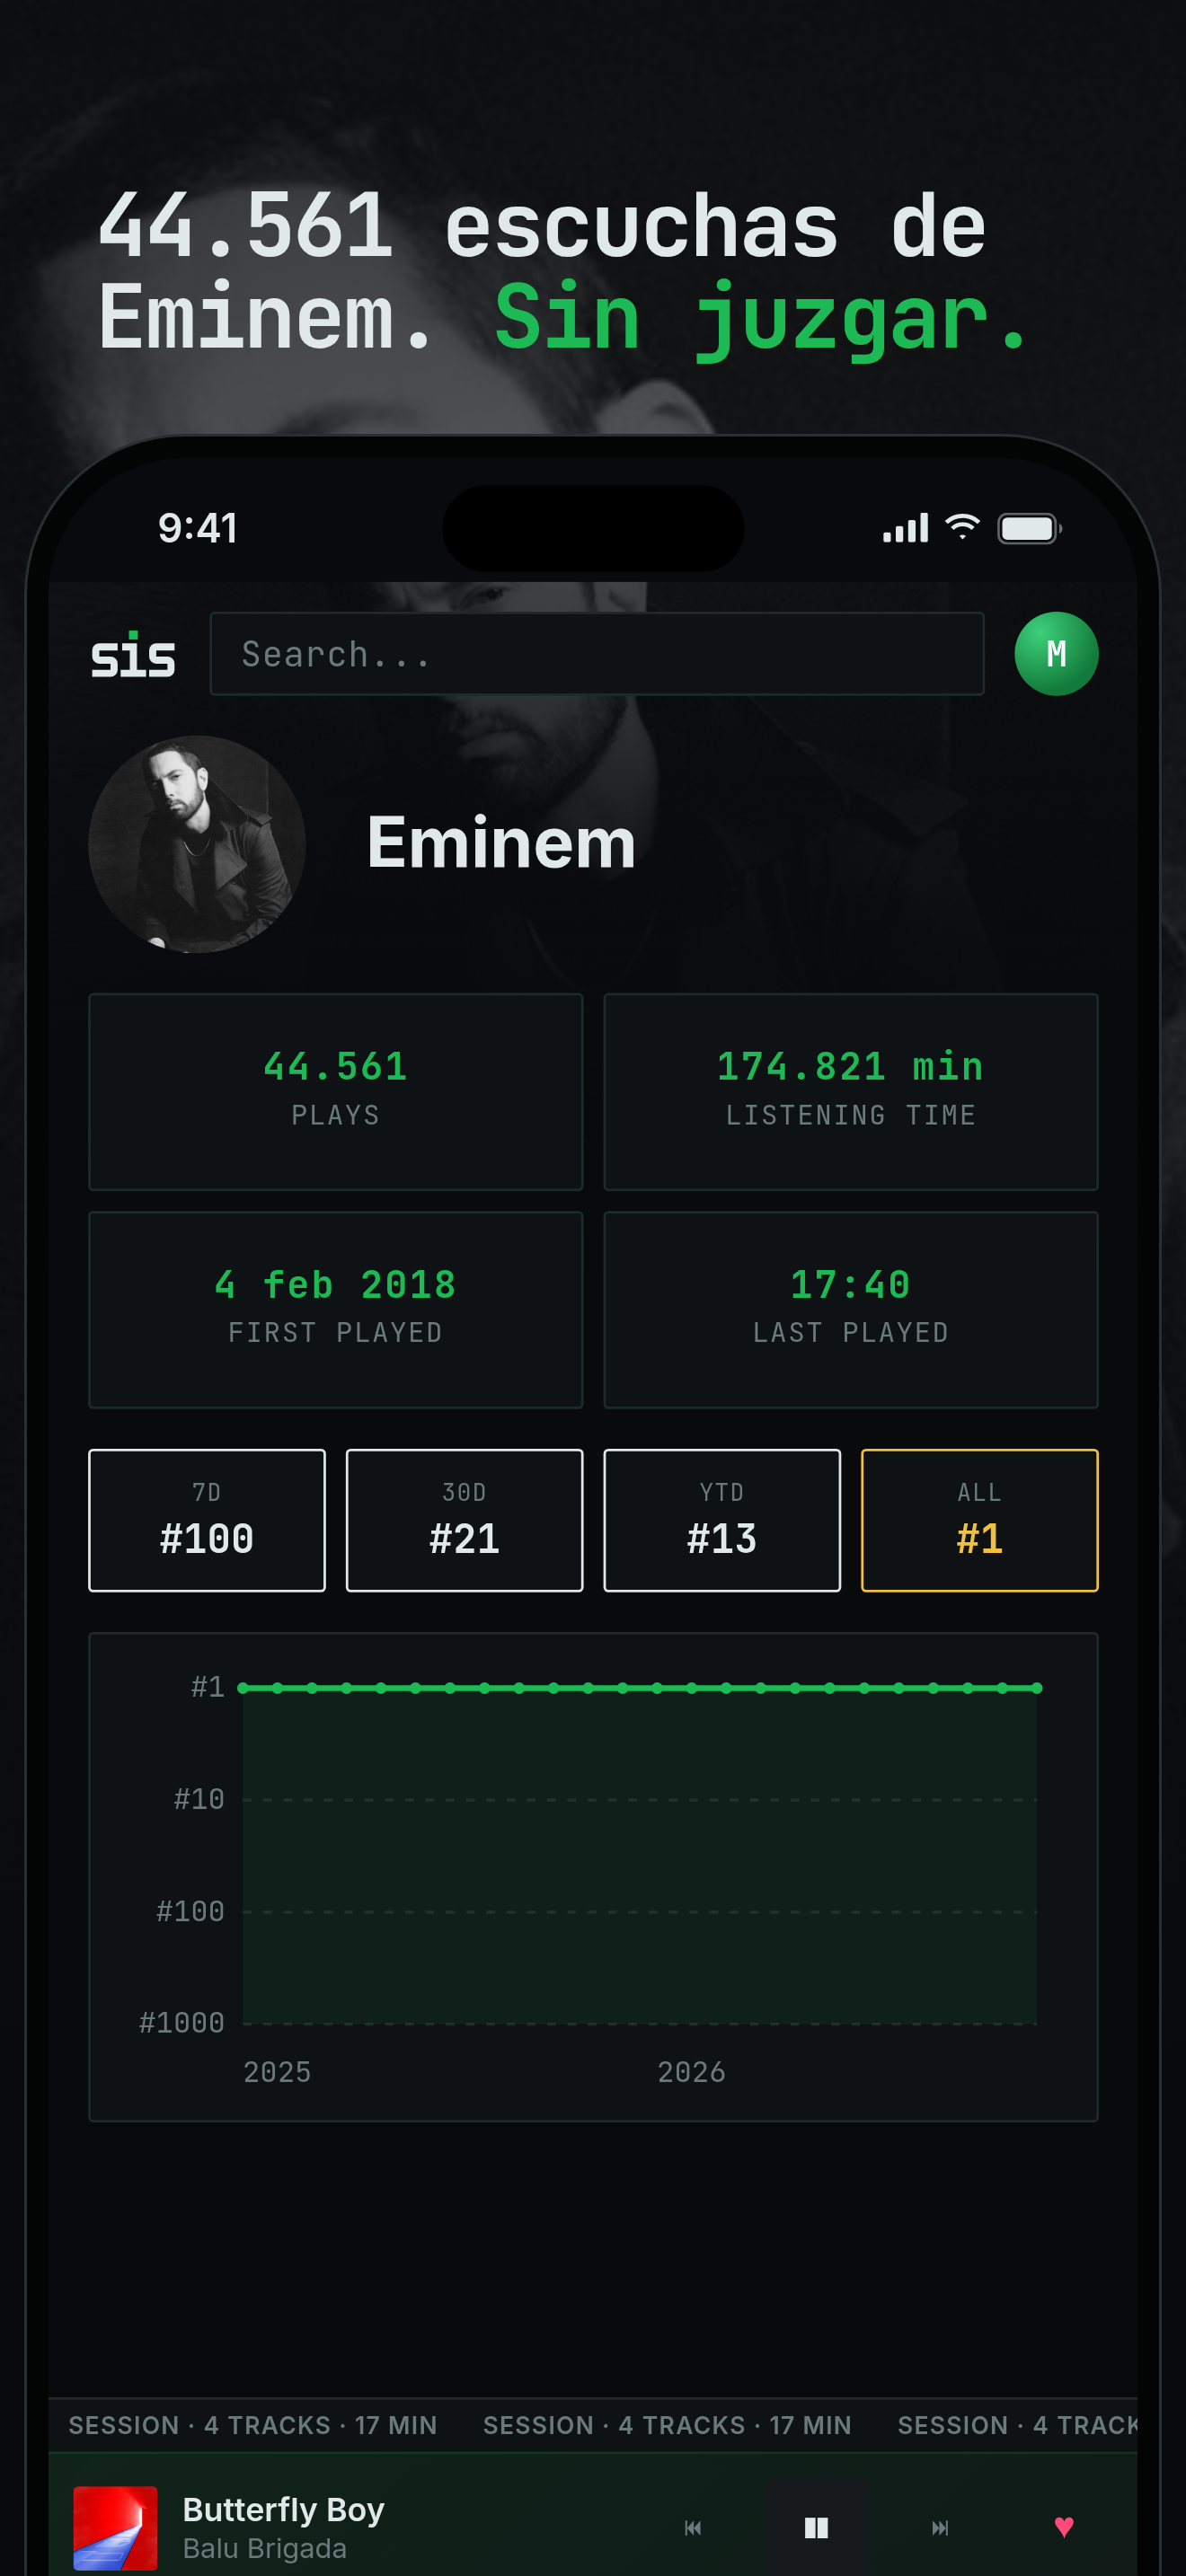 44.561 escuchas de
Eminem. Sin juzgar.
9:41
sis
Search...
M
Eminem
44.561
PLAYS
174.821 min
LISTENING TIME
4 feb 2018
FIRST PLAYED
17:40
LAST PLAYED
7D
#100
30D
#21
YTD
#13
ALL
#1
#1
#10
#100
#1000
2025
2026
SESSION · 4 TRACKS · 17 MIN SESSION · 4 TRACKS · 17 MIN SESSION · 4 TRACK
Butterfly Boy
Balu Brigada